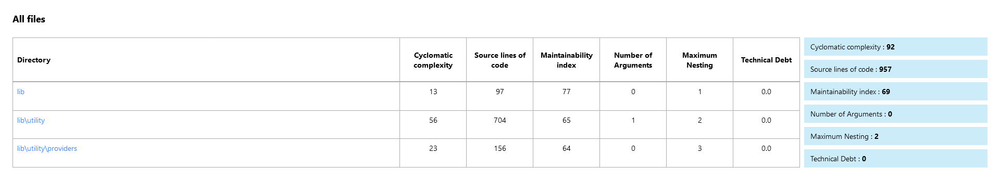 All files
Directory
Cyclomatic complexity
Source lines of code
Maintainability index
Number of Arguments
Maximum Nesting
Technical Debt
lib 13 97 77 0 1 0.0
lib\utility 56 704 65 1 2 0.0
lib\utility\providers 23 156 64 0 3 0.0
Cyclomatic complexity : 92
Source lines of code : 957
Maintainability index : 69
Number of Arguments : 0
Maximum Nesting : 2
Technical Debt : 0